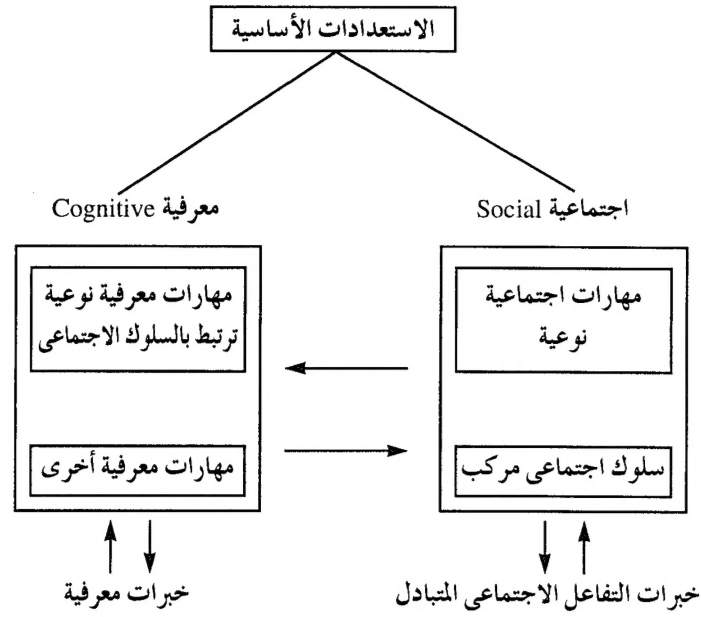 الاستعدادات الأساسية
اجتماعية Social
معرفية Cognitive
مهارات اجتماعية
نوعية
سلوك اجتماعى مركب
مهارات معرفية نوعية
ترتبط بالسلوك الاجتماعى
مهارات معرفية أخرى
خبرات التفاعل الاجتماعى المتبادل
خبرات معرفية